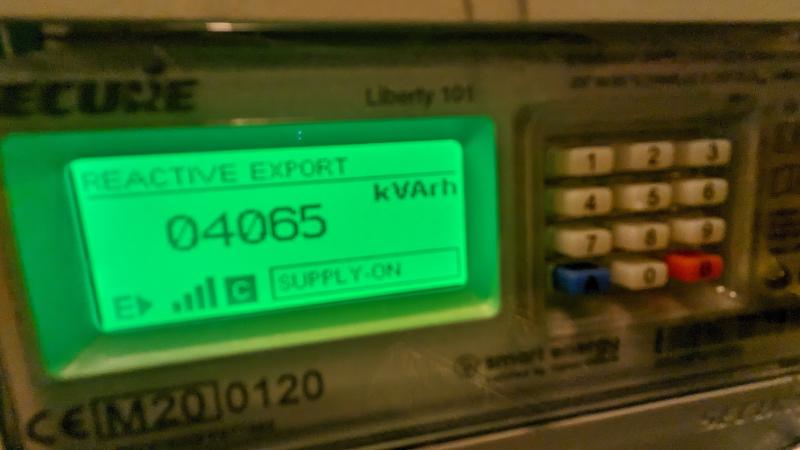 ECURE
Liberty 101
REACTIVE EXPORT
kVArh
04065
E
C
SUPPLY-ON
1 2 3
4 5 6
7 8 9
A 0 B
smart energy
CE M20 0120